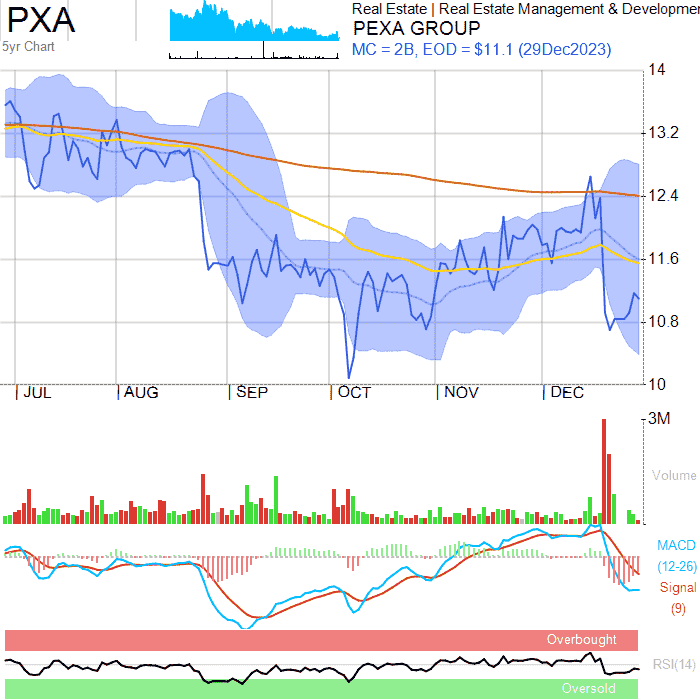 PXA
5yr Chart
Real Estate | Real Estate Management & Developmen
PEXA GROUP
MC = 2B, EOD = $11.1 (29Dec2023)
14
13.2
12.4
11.6
10.8
10
JUL
AUG
SEP
OCT
NOV
DEC
3M
Volume
MACD
(12-26)
Signal
(9)
Overbought
RSI(14)
Oversold